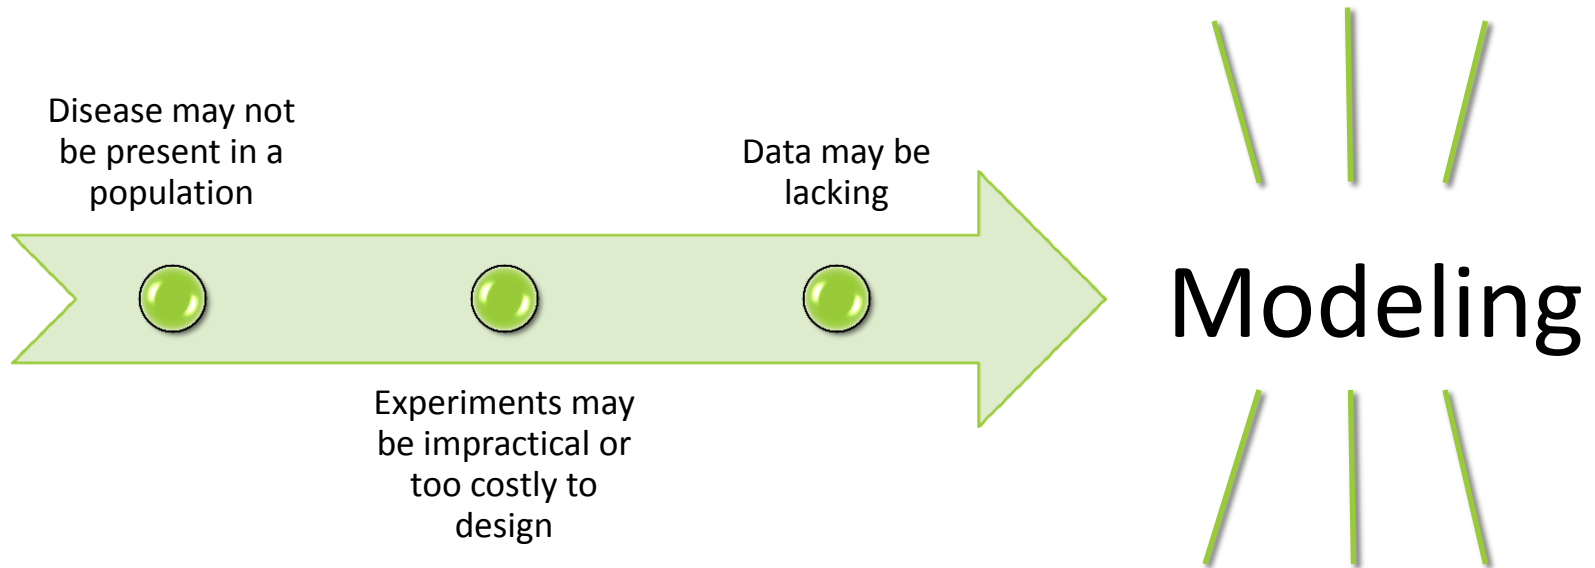 Disease may not
be present in a
population
Experiments may
be impractical or
too costly to
design
Data may be
lacking
Modeling